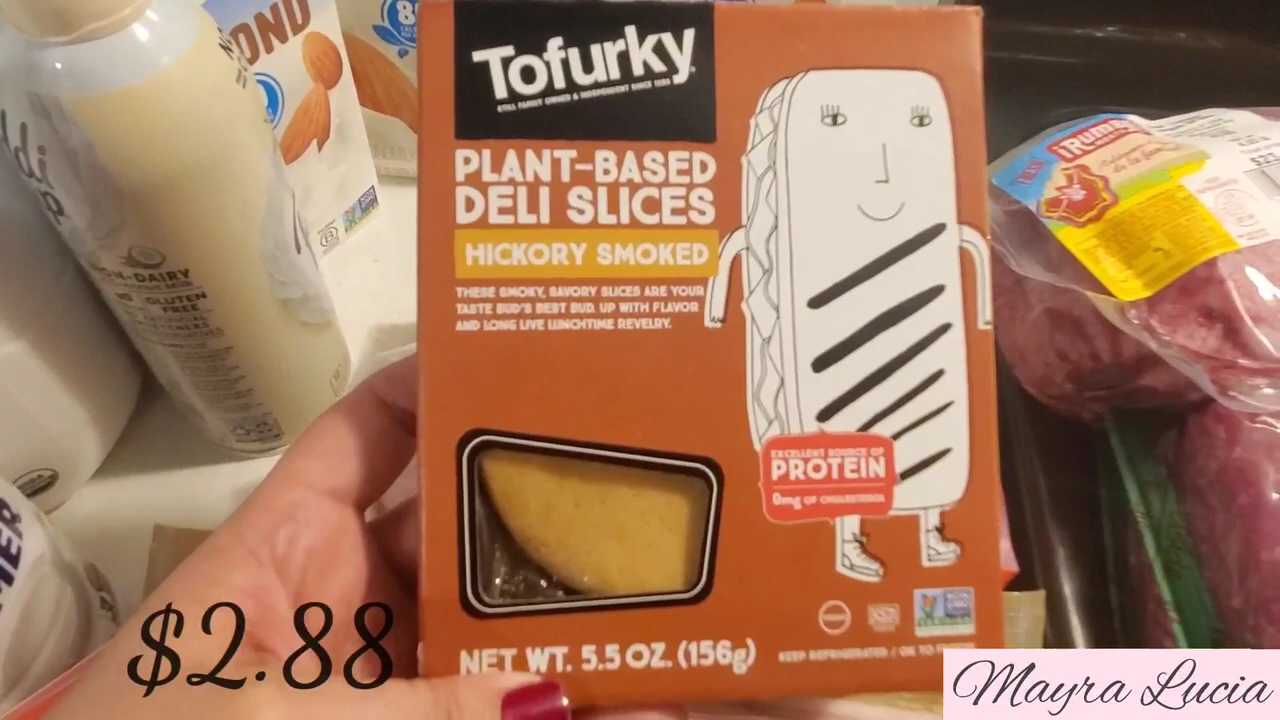 Tofurky
STILL FAMILY OWNED & INDEPENDENT SINCE 1980
PLANT-BASED
DELI SLICES
HICKORY SMOKED
THESE SMOKY, SAVORY SLICES ARE YOUR
TASTE BUD'S BEST BUD. UP WITH FLAVOR
AND LONG LIVE LUNCHTIME REVELRY.
EXCELLENT SOURCE OF
PROTEIN
0mg OF CHOLESTEROL
NET WT. 5.5 OZ. (156g)
KEEP REFRIGERATED / OK TO
OND
NON-DAIRY
GLUTEN
FREE
$2.88
Mayra Lucia